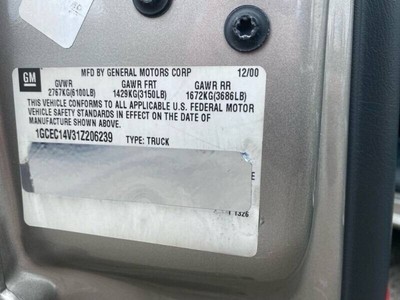 GM
MFD BY GENERAL MOTORS CORP 12/00
GVWR GAWR FRT GAWR RR
2767KG(6100LB) 1429KG(3150LB) 1672KG(3686LB)
THIS VEHICLE CONFORMS TO ALL APPLICABLE U.S. FEDERAL MOTOR
VEHICLE SAFETY STANDARDS IN EFFECT ON THE DATE OF
MANUFACTURE SHOWN ABOVE.
1GCEC14V31Z206239 TYPE: TRUCK
E
1326